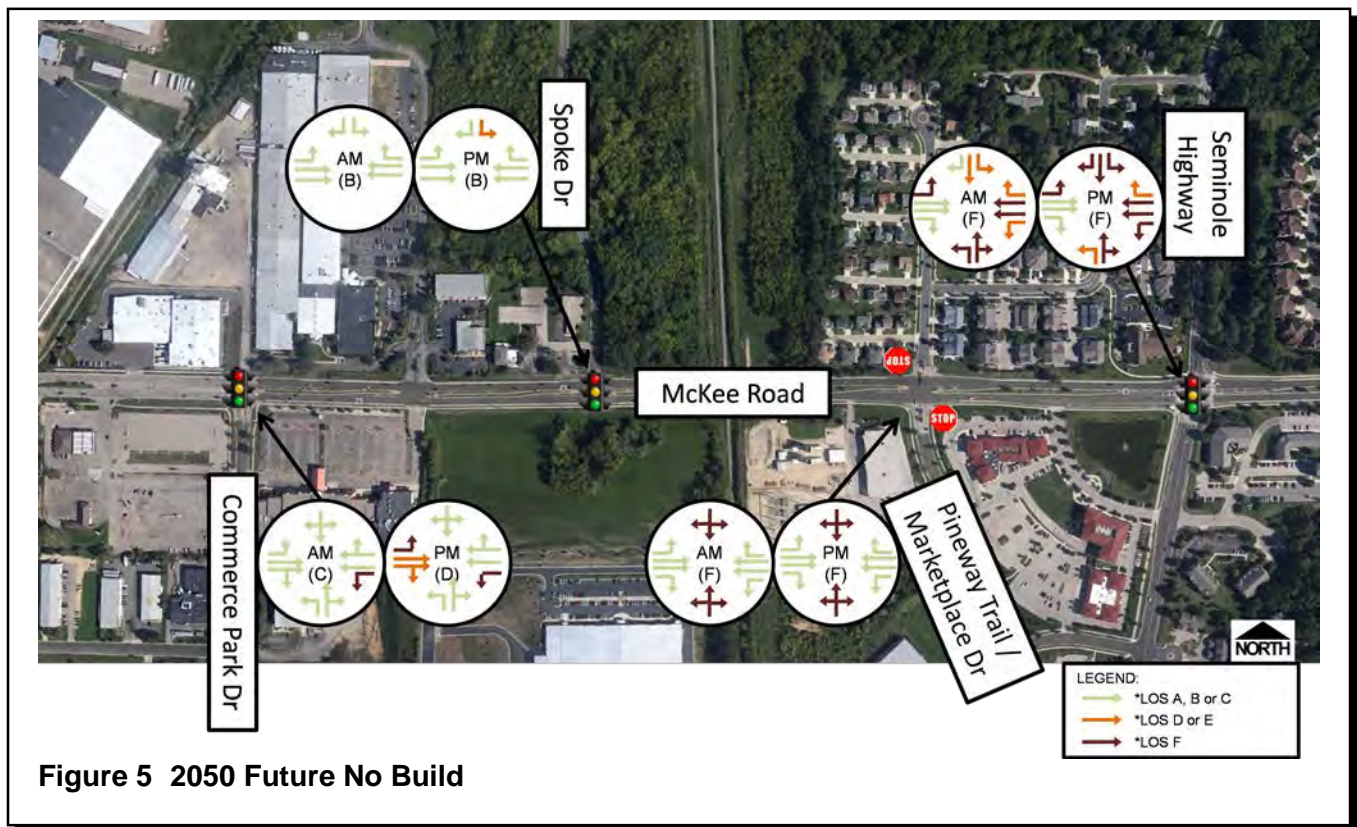 Spoke Dr
Seminole
Highway
AM
(B)
PM
(B)
AM
(F)
PM
(F)
STOP
McKee Road
STOP
Commerce Park Dr
AM
(C)
PM
(D)
AM
(F)
PM
(F)
Pineway Trail /
Marketplace Dr
NORTH
LEGEND:
*LOS A, B or C
*LOS D or E
*LOS F
Figure 5 2050 Future No Build